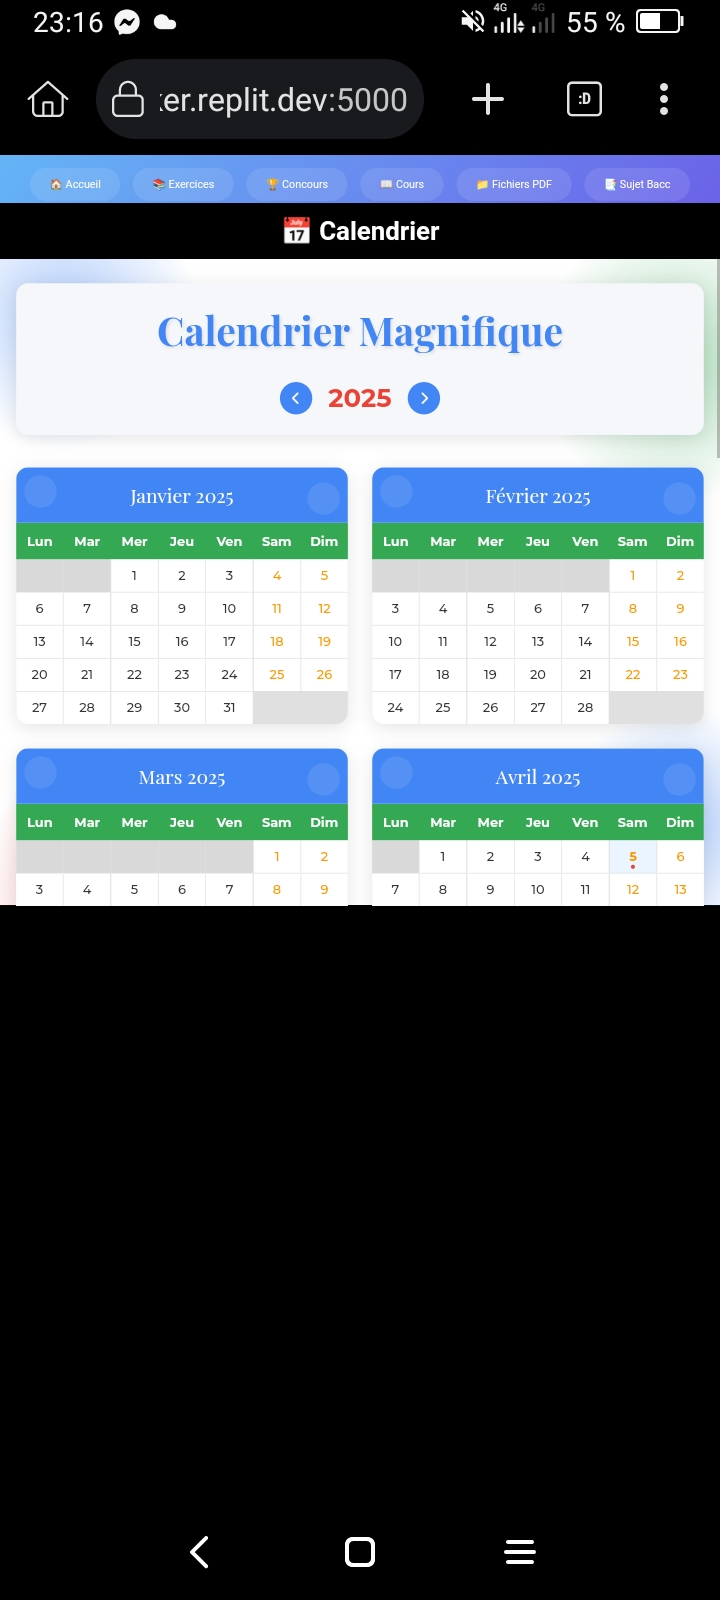 23:16 4G 4G 55 %
ker.replit.dev:5000 :D
🏠 Accueil 📚 Exercices 🏆 Concours 📖 Cours 📁 Fichiers PDF 📑 Sujet Bacc
📅 Calendrier
Calendrier Magnifique
2025
Janvier 2025
Lun Mar Mer Jeu Ven Sam Dim
1 2 3 4 5
6 7 8 9 10 11 12
13 14 15 16 17 18 19
20 21 22 23 24 25 26
27 28 29 30 31
Février 2025
Lun Mar Mer Jeu Ven Sam Dim
1 2
3 4 5 6 7 8 9
10 11 12 13 14 15 16
17 18 19 20 21 22 23
24 25 26 27 28
Mars 2025
Lun Mar Mer Jeu Ven Sam Dim
1 2
3 4 5 6 7 8 9
Avril 2025
Lun Mar Mer Jeu Ven Sam Dim
1 2 3 4 5 6
7 8 9 10 11 12 13